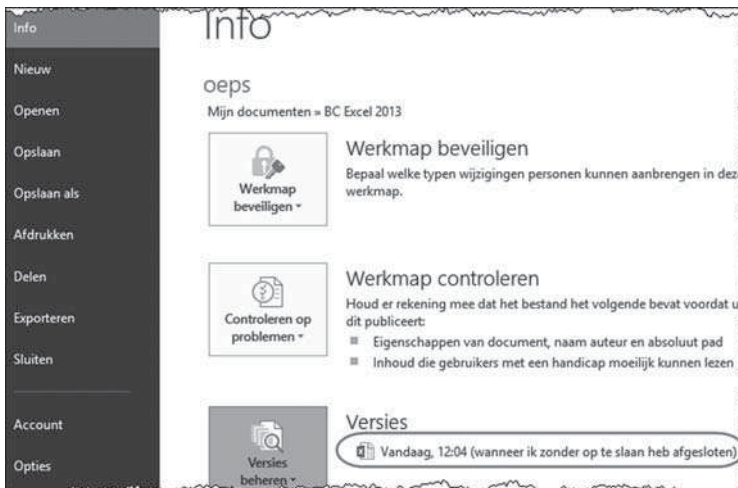 Info
Nieuw
Openen
Opslaan
Opslaan als
Afdrukken
Delen
Exporteren
Sluiten
Account
Opties
Info
oeps
Mijn documenten » BC Excel 2013
Werkmap
beveiligen
Werkmap beveiligen
Bepaal welke typen wijzigingen personen kunnen aanbrengen in deze
werkmap.
Controleren op
problemen
Werkmap controleren
Houd er rekening mee dat het bestand het volgende bevat voordat u
dit publiceert:
Eigenschappen van document, naam auteur en absoluut pad
Inhoud die gebruikers met een handicap moeilijk kunnen lezen
Versies
beheren
Versies
Vandaag, 12:04 (wanneer ik zonder op te slaan heb afgesloten)